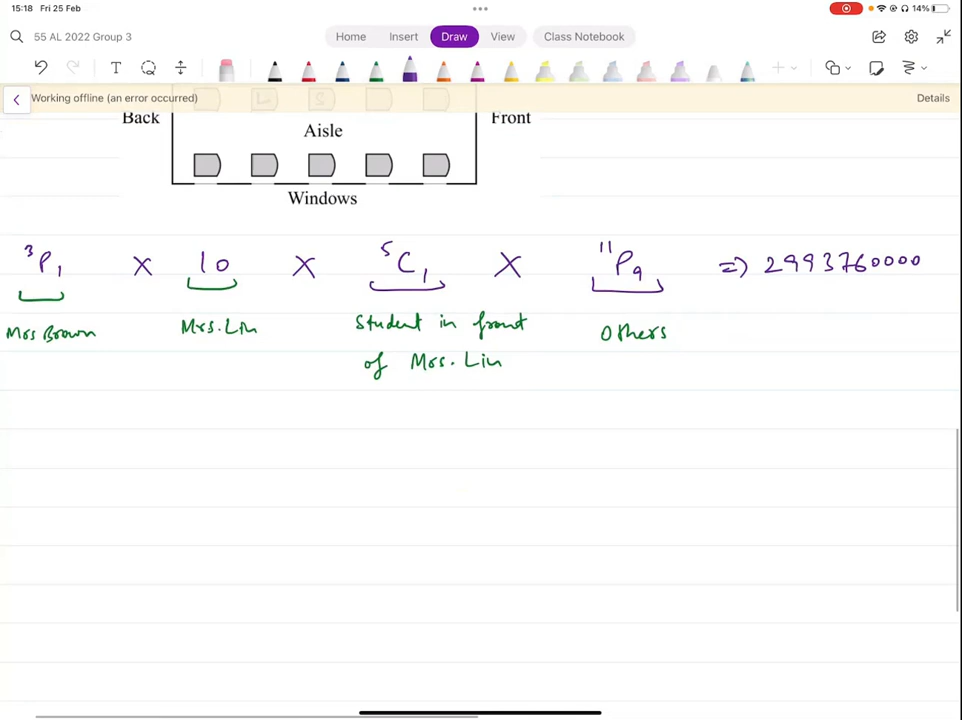 15:18 Fri 25 Feb
14%
55 AL 2022 Group 3
Home Insert Draw View Class Notebook
Working offline (an error occurred)
Details
Back
Front
Aisle
Windows
³P₁ × 10 × ⁵C₁ × ¹¹P₉ => 2993760000
Mrs Brown
Mrs. Lin
Student in front
of Mrs. Lin
Others